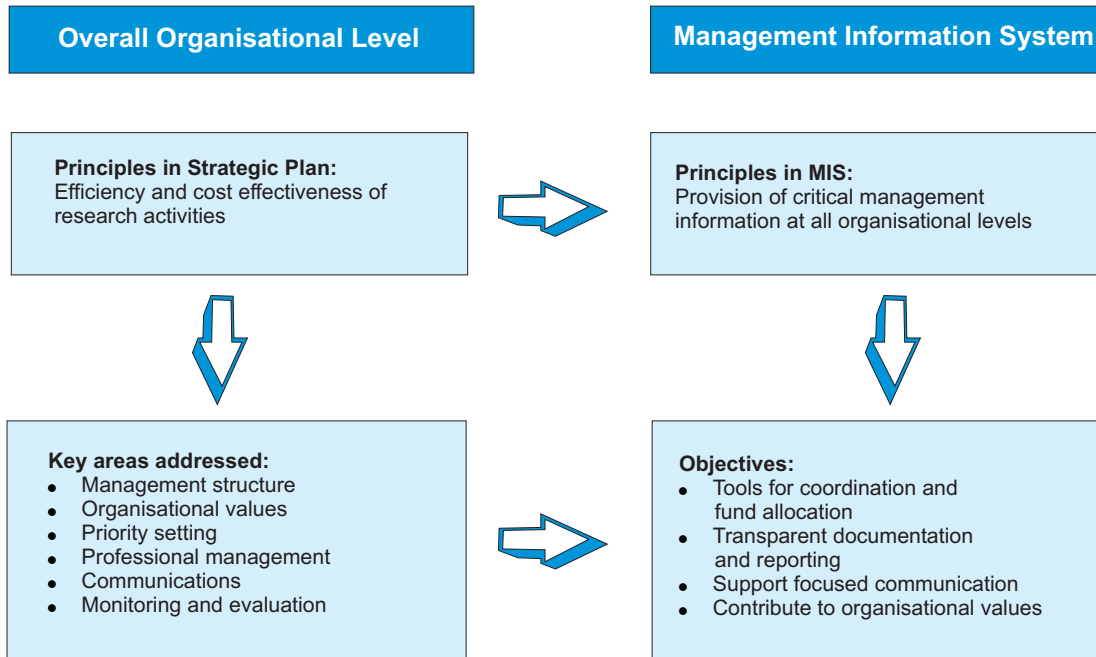 Overall Organisational Level
Management Information System
Principles in Strategic Plan:
Efficiency and cost effectiveness of
research activities
Principles in MIS:
Provision of critical management
information at all organisational levels
Key areas addressed:
• Management structure
• Organisational values
• Priority setting
• Professional management
• Communications
• Monitoring and evaluation
Objectives:
• Tools for coordination and
fund allocation
• Transparent documentation
and reporting
• Support focused communication
• Contribute to organisational values